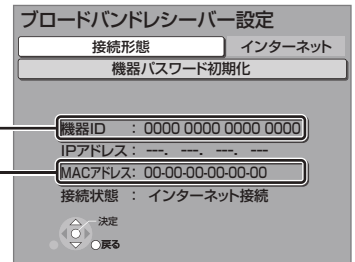 ブロードバンドレシーバー設定
接続形態 インターネット
機器パスワード初期化
機器ID : 0000 0000 0000 0000
IPアドレス : ---. ---. --. ---
MACアドレス: 00-00-00-00-00-00
接続状態 : インターネット接続
決定
戻る